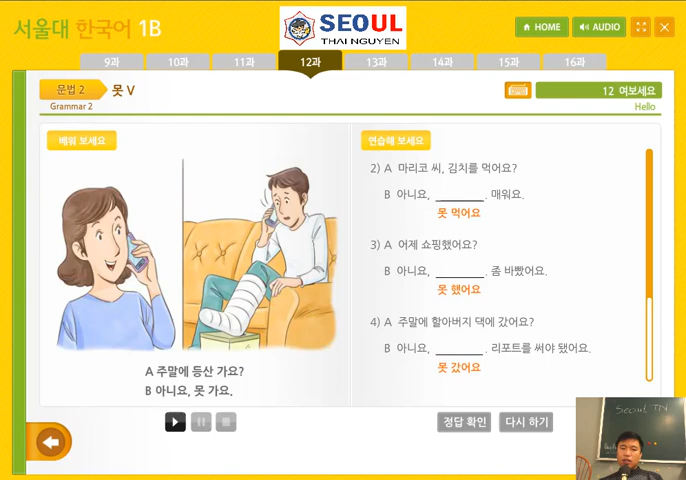 서울대 한국어 1B
SEOUL
THAI NGUYEN
HOME
AUDIO
9과 10과 11과 12과 13과 14과 15과 16과
문법 2 못 V
Grammar 2
12 여보세요
Hello
배워 보세요
A 주말에 등산 가요?
B 아니요, 못 가요.
연습해 보세요
2) A 마리코 씨, 김치를 먹어요?
B 아니요, ________. 매워요.
못 먹어요
3) A 어제 쇼핑했어요?
B 아니요, ________. 좀 바빴어요.
못 했어요
4) A 주말에 할아버지 댁에 갔어요?
B 아니요, ________. 리포트를 써야 됐어요.
못 갔어요
정답 확인 다시 하기
SEOUL TN